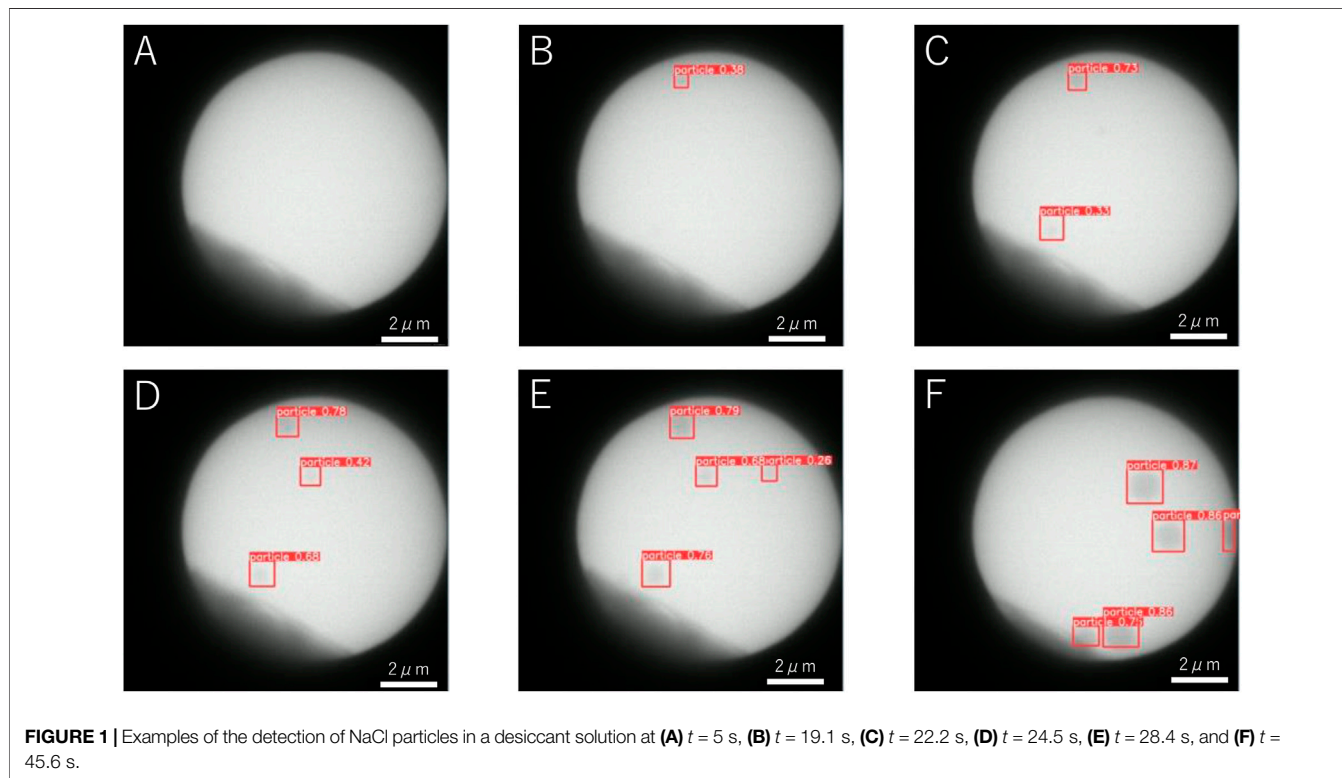 A
B
C
particle 0.38
particle 0.73
particle 0.33
2 μm
2 μm
2 μm
D
E
F
particle 0.78
particle 0.42
particle 0.68
particle 0.79
particle 0.68
article 0.26
particle 0.76
particle 0.87
particle 0.86
par
particle 0.86
2 μm
2 μm
2 μm
FIGURE 1 | Examples of the detection of NaCl particles in a desiccant solution at (A) t = 5 s, (B) t = 19.1 s, (C) t = 22.2 s, (D) t = 24.5 s, (E) t = 28.4 s, and (F) t =
45.6 s.